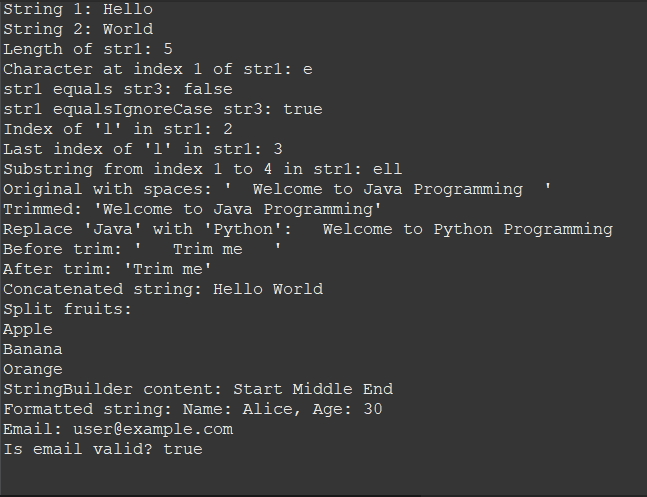 String 1: Hello
String 2: World
Length of str1: 5
Character at index 1 of str1: e
str1 equals str3: false
str1 equalsIgnoreCase str3: true
Index of 'l' in str1: 2
Last index of 'l' in str1: 3
Substring from index 1 to 4 in str1: ell
Original with spaces: '  Welcome to Java Programming  '
Trimmed: 'Welcome to Java Programming'
Replace 'Java' with 'Python':   Welcome to Python Programming
Before trim: '   Trim me   '
After trim: 'Trim me'
Concatenated string: Hello World
Split fruits:
Apple
Banana
Orange
StringBuilder content: Start Middle End
Formatted string: Name: Alice, Age: 30
Email: user@example.com
Is email valid? true